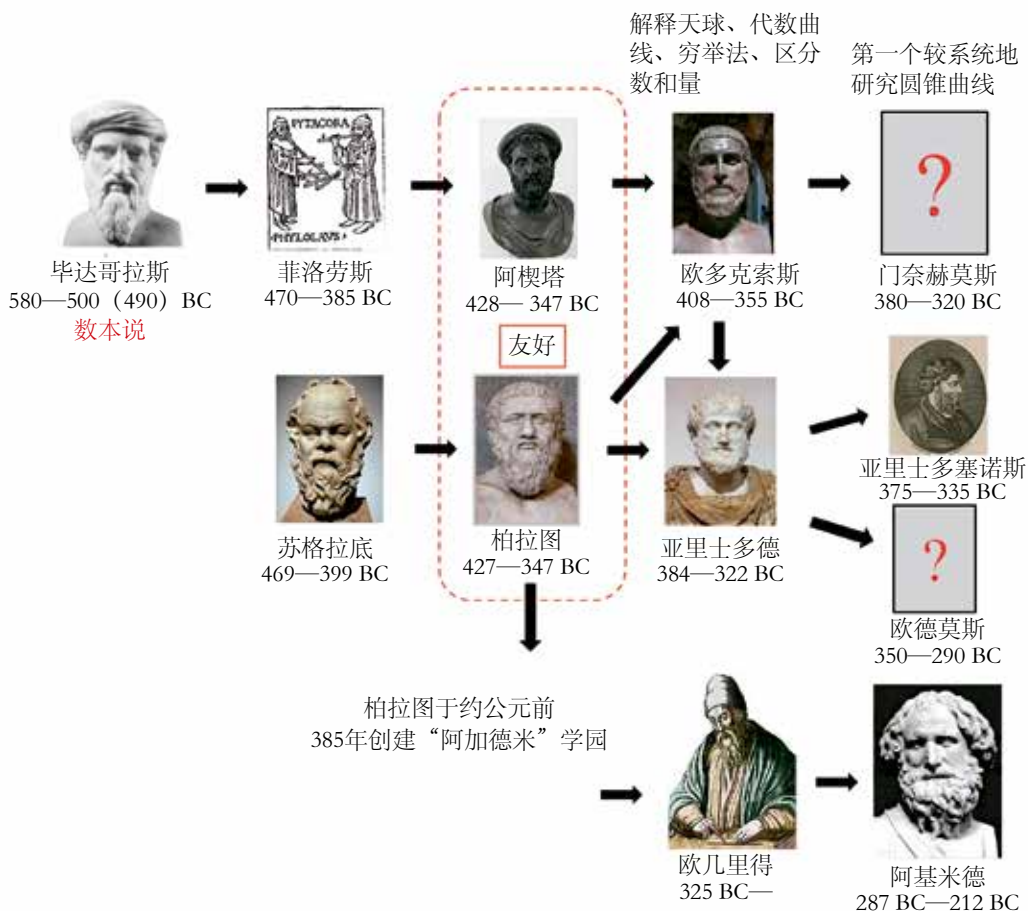 解释天球、代数曲
线、穷举法、区分
数和量
第一个较系统地
研究圆锥曲线
PYTAGORA
PHYLOLAVS
?
毕达哥拉斯
580—500（490）BC
数本说
菲洛劳斯
470—385 BC
阿楔塔
428— 347 BC
欧多克索斯
408—355 BC
门奈赫莫斯
380—320 BC
友好
亚里士多塞诺斯
375—335 BC
苏格拉底
469—399 BC
柏拉图
427—347 BC
亚里士多德
384—322 BC
?
欧德莫斯
350—290 BC
柏拉图于约公元前
385年创建“阿加德米”学园
欧几里得
325 BC—
阿基米德
287 BC—212 BC